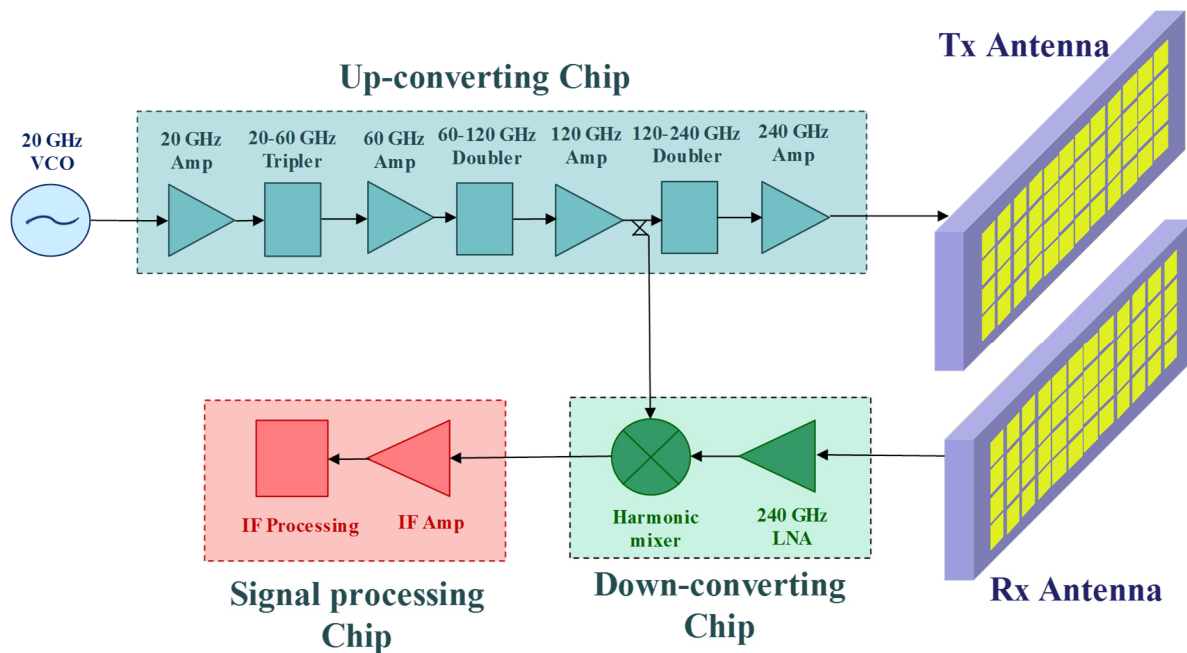 Tx Antenna
Up-converting Chip
20 GHz
VCO
20 GHz
Amp
20-60 GHz
Tripler
60 GHz
Amp
60-120 GHz
Doubler
120 GHz
Amp
120-240 GHz
Doubler
240 GHz
Amp
IF Processing
IF Amp
Harmonic
mixer
240 GHz
LNA
Signal processing
Chip
Down-converting
Chip
Rx Antenna